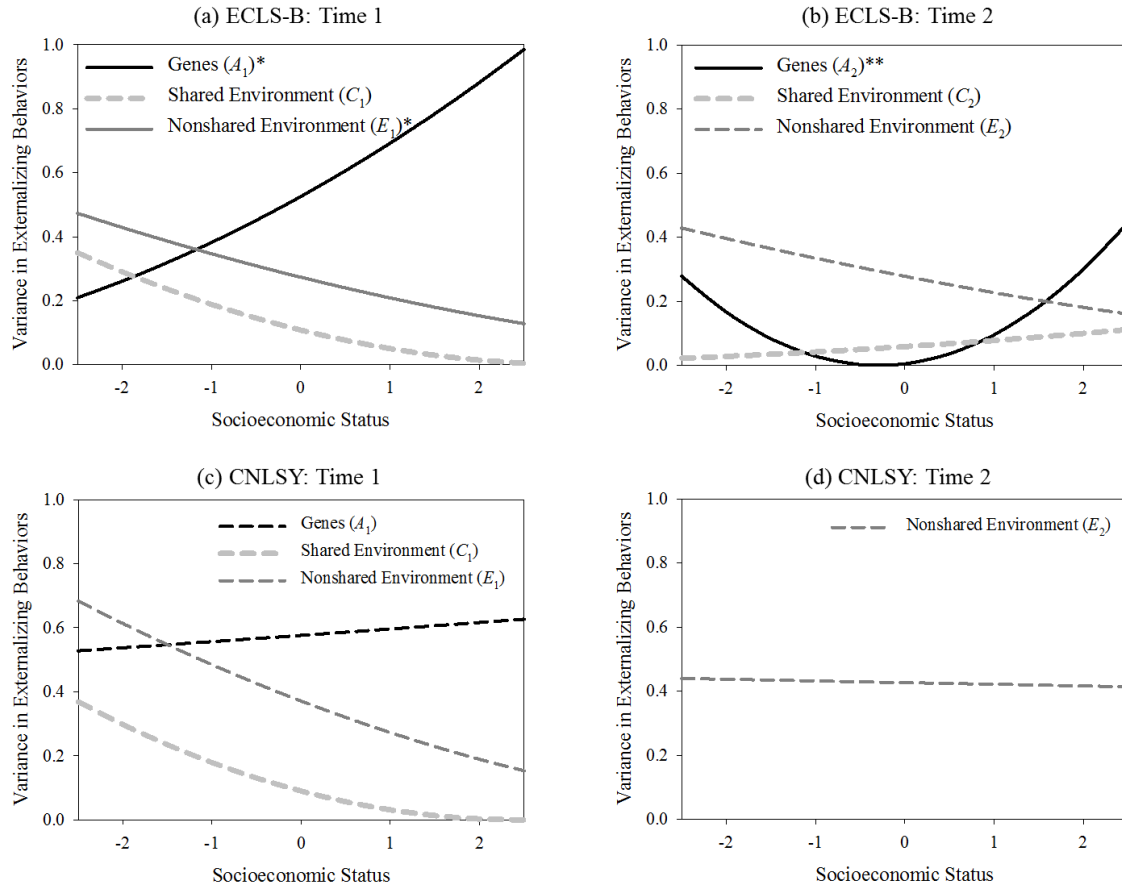 (a) ECLS-B: Time 1
Variance in Externalizing Behaviors
1.0
0.8
0.6
0.4
0.2
0.0
Genes (A1)*
Shared Environment (C1)
Nonshared Environment (E1)*
-2 -1 0 1 2
Socioeconomic Status
(b) ECLS-B: Time 2
Variance in Externalizing Behaviors
1.0
0.8
0.6
0.4
0.2
0.0
Genes (A2)**
Shared Environment (C2)
Nonshared Environment (E2)
-2 -1 0 1 2
Socioeconomic Status
(c) CNLSY: Time 1
Variance in Externalizing Behaviors
1.0
0.8
0.6
0.4
0.2
0.0
Genes (A1)
Shared Environment (C1)
Nonshared Environment (E1)
-2 -1 0 1 2
Socioeconomic Status
(d) CNLSY: Time 2
Variance in Externalizing Behaviors
1.0
0.8
0.6
0.4
0.2
0.0
Nonshared Environment (E2)
-2 -1 0 1 2
Socioeconomic Status